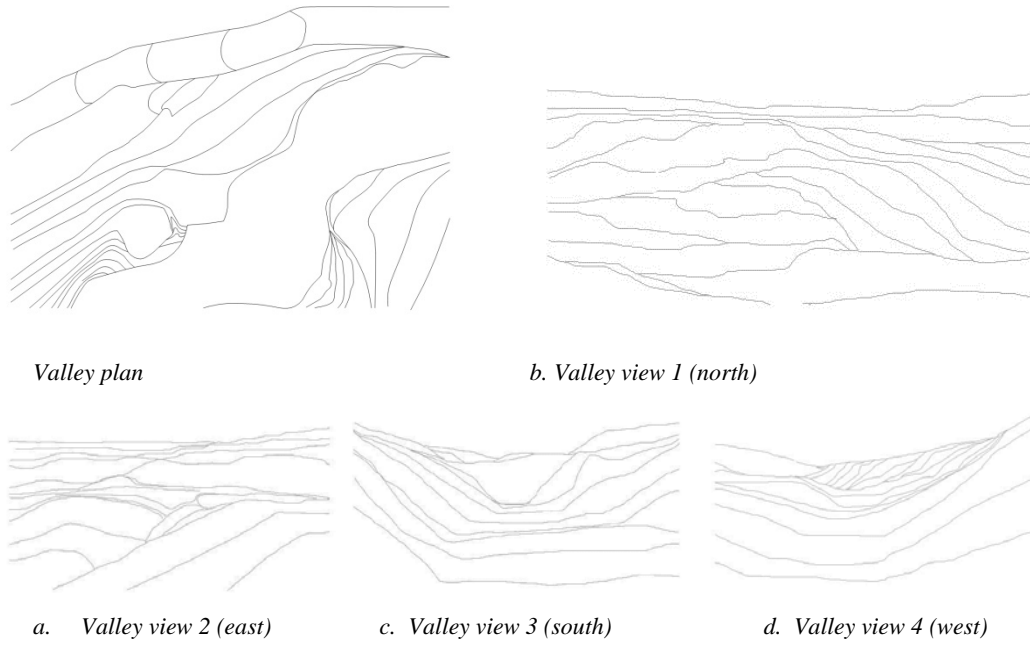 Valley plan
b. Valley view 1 (north)
a. Valley view 2 (east)
c. Valley view 3 (south)
d. Valley view 4 (west)